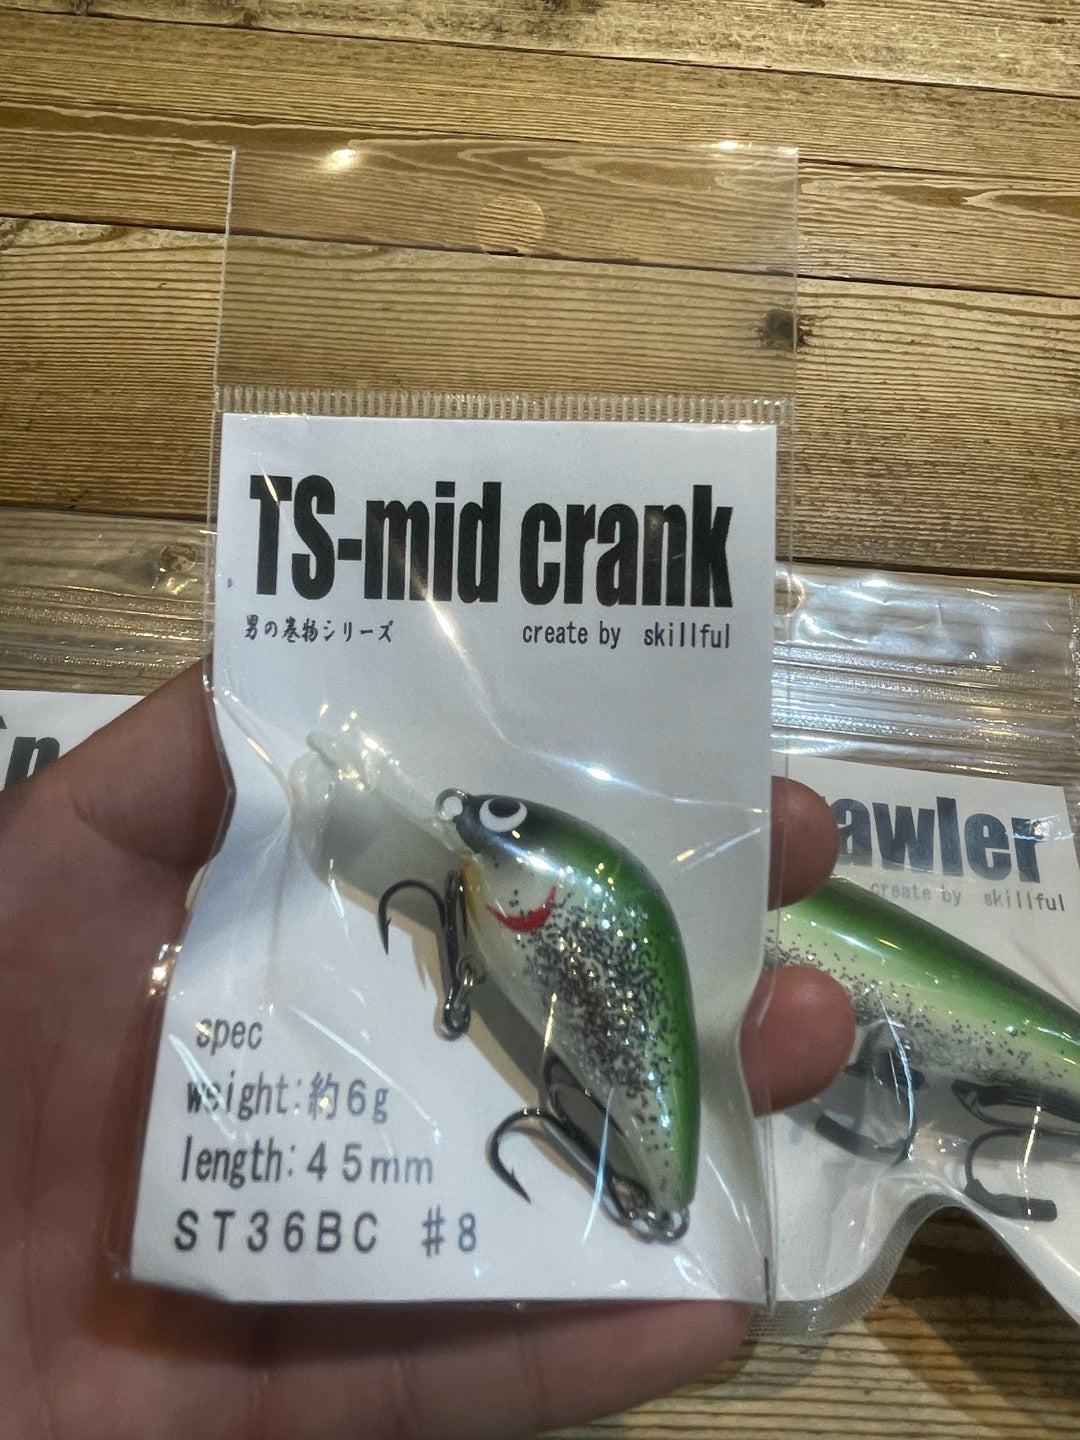 TS-mid crank
男の巻物シリーズ
create by skillful
spec
weight:約6g
length:45mm
ST36BC #8
awler
create by skillful